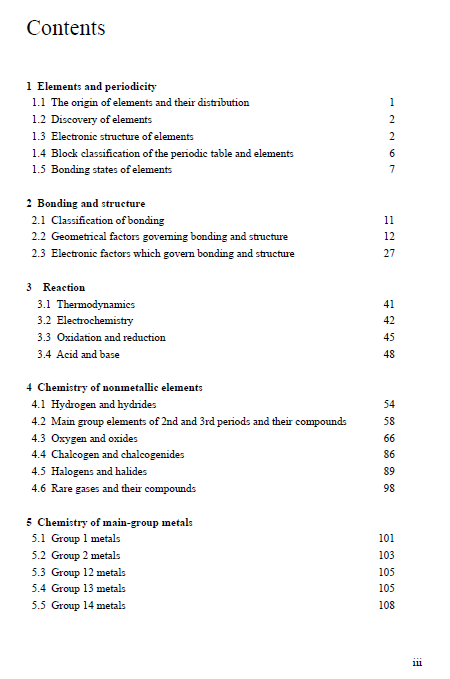 Contents
1 Elements and periodicity
1.1 The origin of elements and their distribution 1
1.2 Discovery of elements 2
1.3 Electronic structure of elements 2
1.4 Block classification of the periodic table and elements 6
1.5 Bonding states of elements 7
2 Bonding and structure
2.1 Classification of bonding 11
2.2 Geometrical factors governing bonding and structure 12
2.3 Electronic factors which govern bonding and structure 27
3 Reaction
3.1 Thermodynamics 41
3.2 Electrochemistry 42
3.3 Oxidation and reduction 45
3.4 Acid and base 48
4 Chemistry of nonmetallic elements
4.1 Hydrogen and hydrides 54
4.2 Main group elements of 2nd and 3rd periods and their compounds 58
4.3 Oxygen and oxides 66
4.4 Chalcogen and chalcogenides 86
4.5 Halogens and halides 89
4.6 Rare gases and their compounds 98
5 Chemistry of main-group metals
5.1 Group 1 metals 101
5.2 Group 2 metals 103
5.3 Group 12 metals 105
5.4 Group 13 metals 105
5.5 Group 14 metals 108
iii